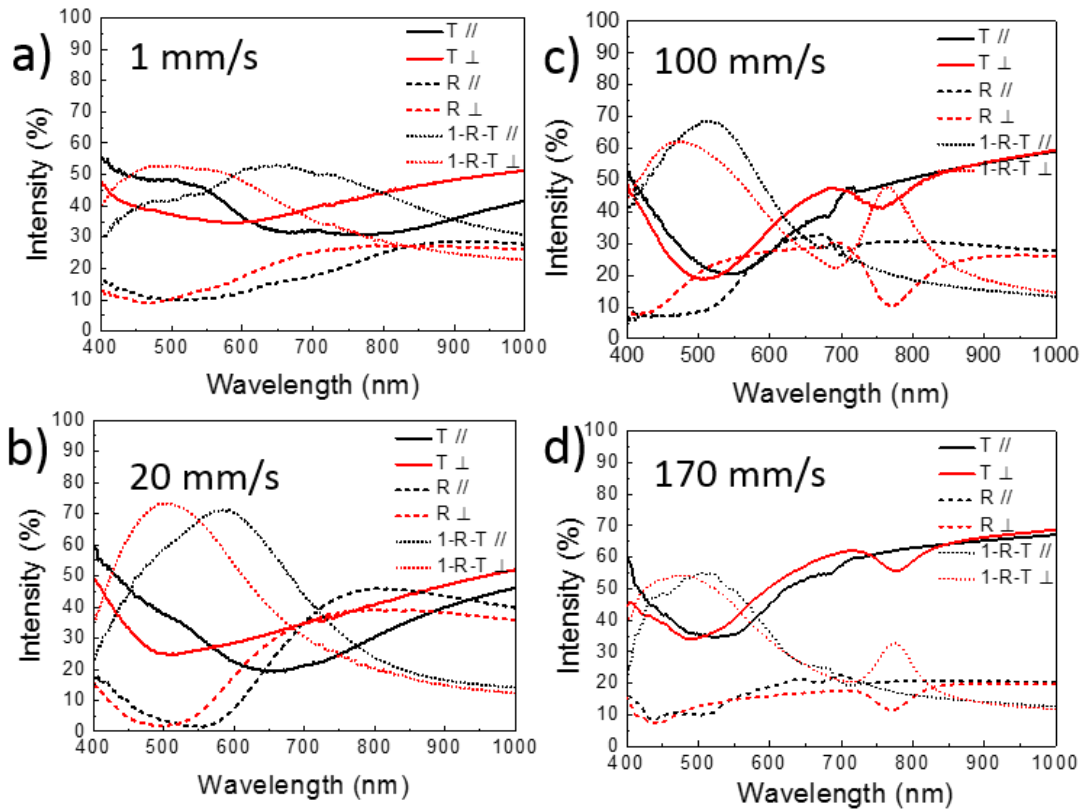 a)
1 mm/s
T //
T ⊥
R //
R ⊥
1-R-T //
1-R-T ⊥
Intensity (%)
100
90
80
70
60
50
40
30
20
10
0
400 500 600 700 800 900 1000
Wavelength (nm)
c)
100 mm/s
T //
T ⊥
R //
R ⊥
1-R-T //
1-R-T ⊥
Intensity (%)
100
90
80
70
60
50
40
30
20
10
0
400 500 600 700 800 900 1000
Wavelength (nm)
b)
20 mm/s
T //
T ⊥
R //
R ⊥
1-R-T //
1-R-T ⊥
Intensity (%)
100
90
80
70
60
50
40
30
20
10
0
400 500 600 700 800 900 1000
Wavelength (nm)
d)
170 mm/s
T //
T ⊥
R //
R ⊥
1-R-T //
1-R-T ⊥
Intensity (%)
100
90
80
70
60
50
40
30
20
10
0
400 500 600 700 800 900 1000
Wavelength (nm)